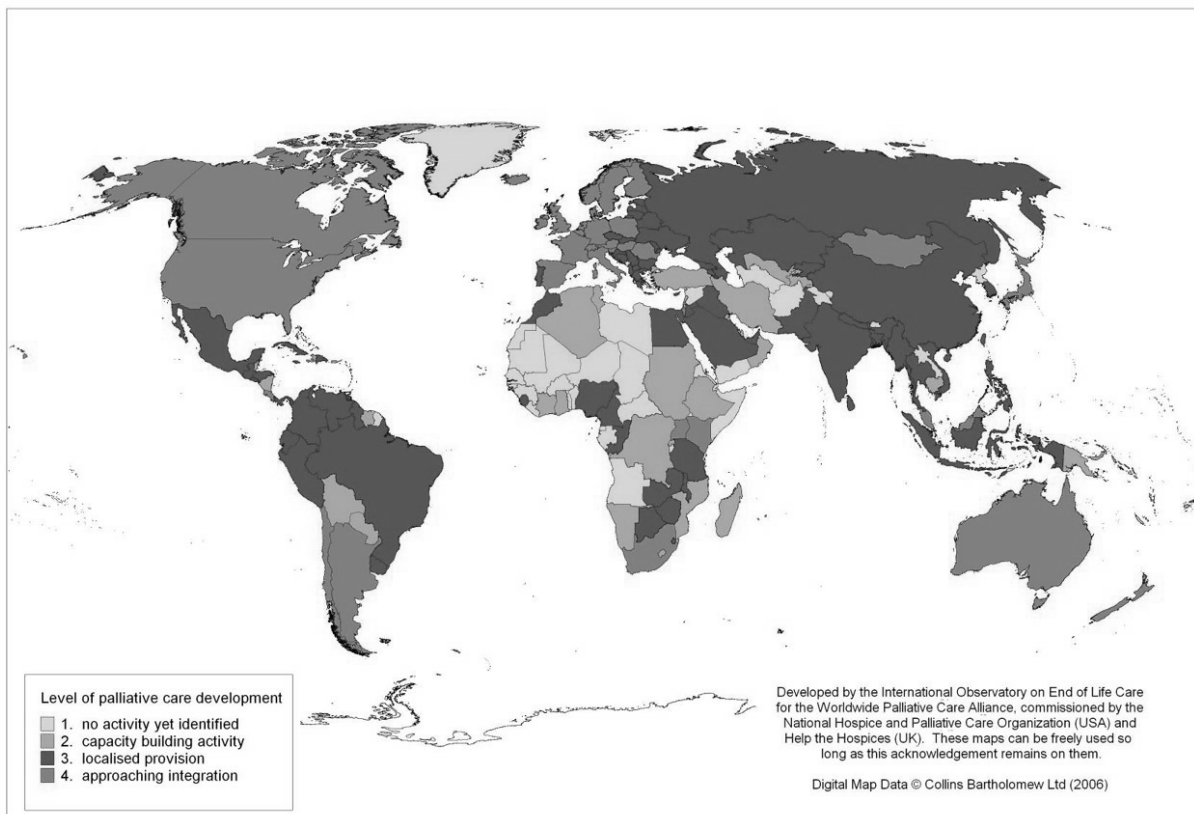 Level of palliative care development
1. no activity yet identified
2. capacity building activity
3. localised provision
4. approaching integration
Developed by the International Observatory on End of Life Care
for the Worldwide Palliative Care Alliance, commissioned by the
National Hospice and Palliative Care Organization (USA) and
Help the Hospices (UK). These maps can be freely used so
long as this acknowledgement remains on them.
Digital Map Data © Collins Bartholomew Ltd (2006)